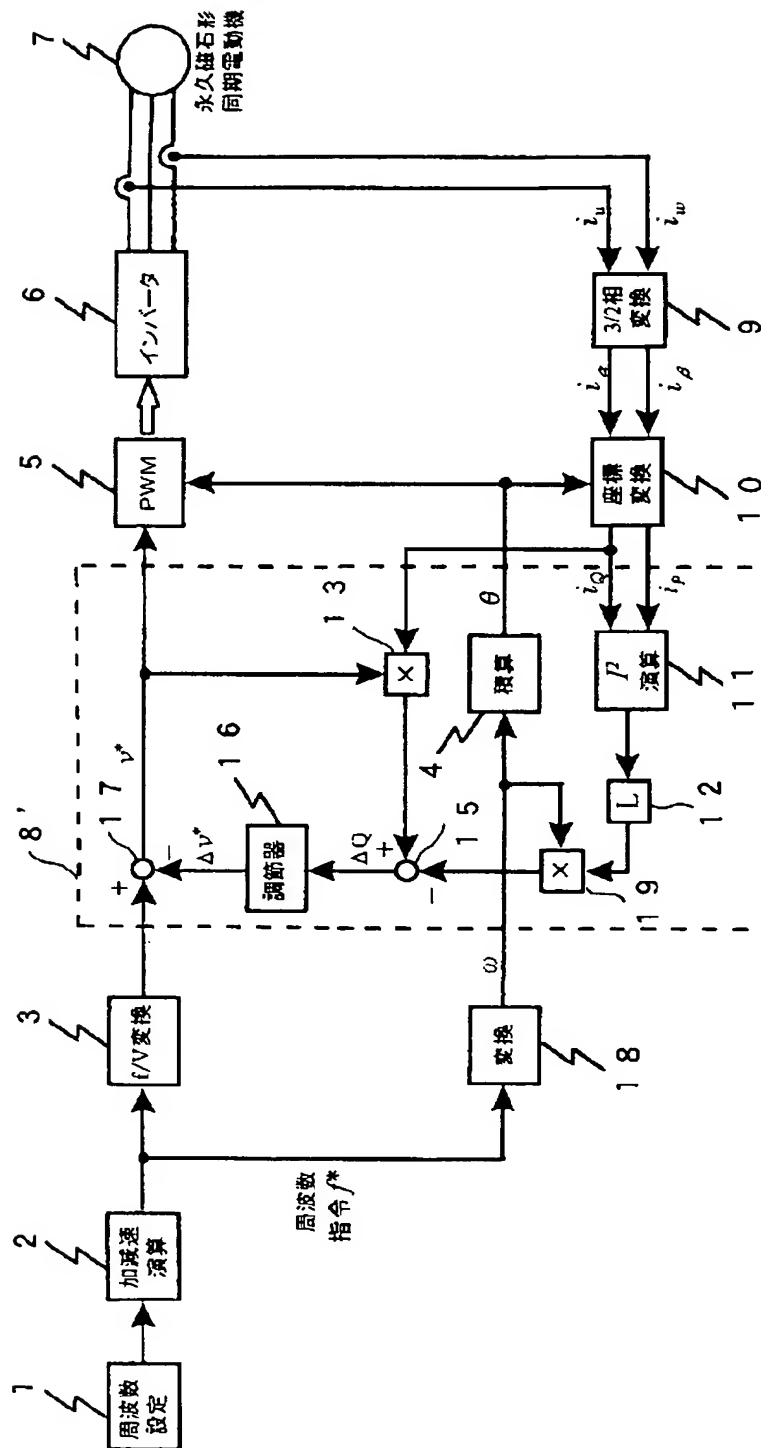 1
周波数
設定
2
加減速
演算
周波数
指令 f*
3
f/V変換
8'
+
17
−
v*
Δv*
16
調節器
ΔQ
+
15
−
×
13
18
変換
ω
4
積算
θ
×
19
L
12
I²
演算
11
i_Q
i_P
5
PWM
6
インバータ
7
永久磁石形
同期電動機
i_u
i_w
3/2相
変換
9
i_α
i_β
座標
変換
10